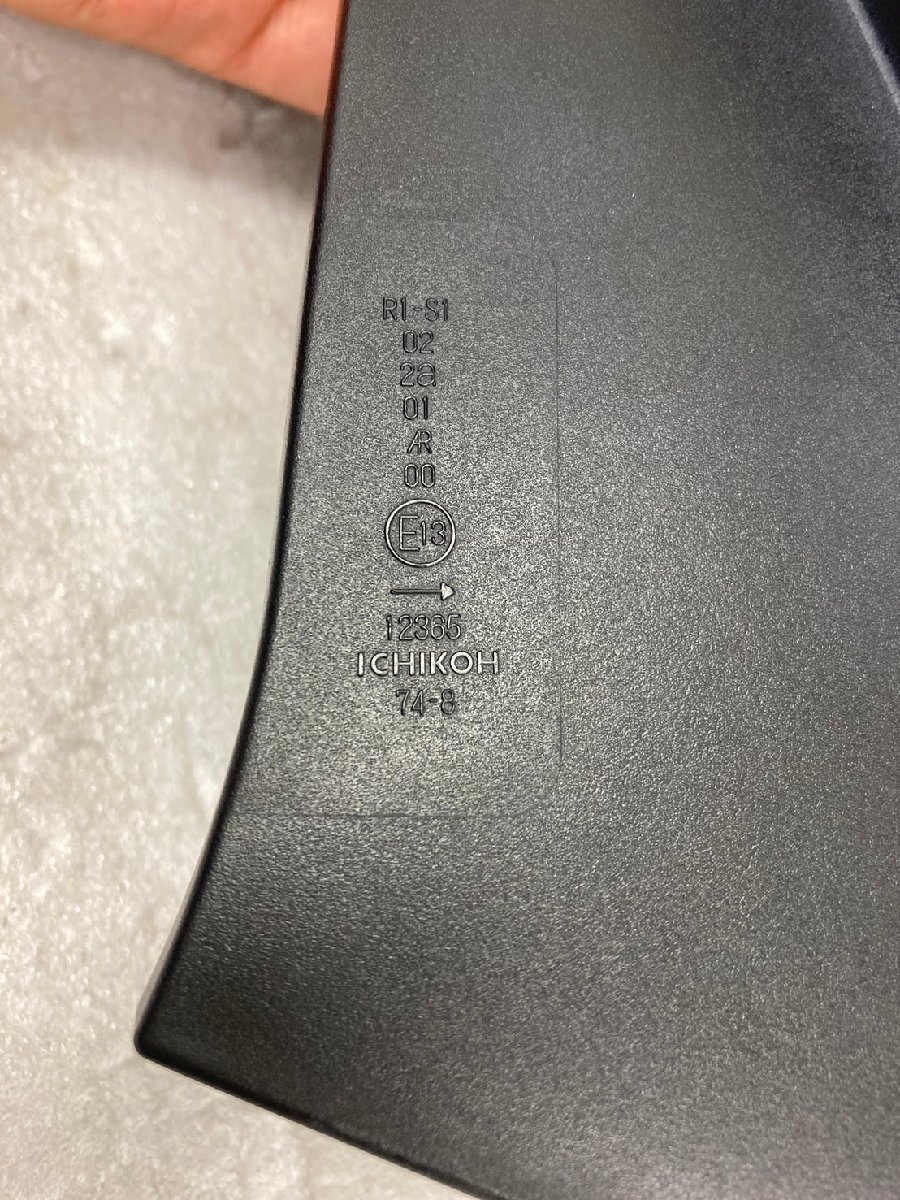 R1-S1
02
2a
01
AR
00
E13
→
12365
ICHIKOH
74-8